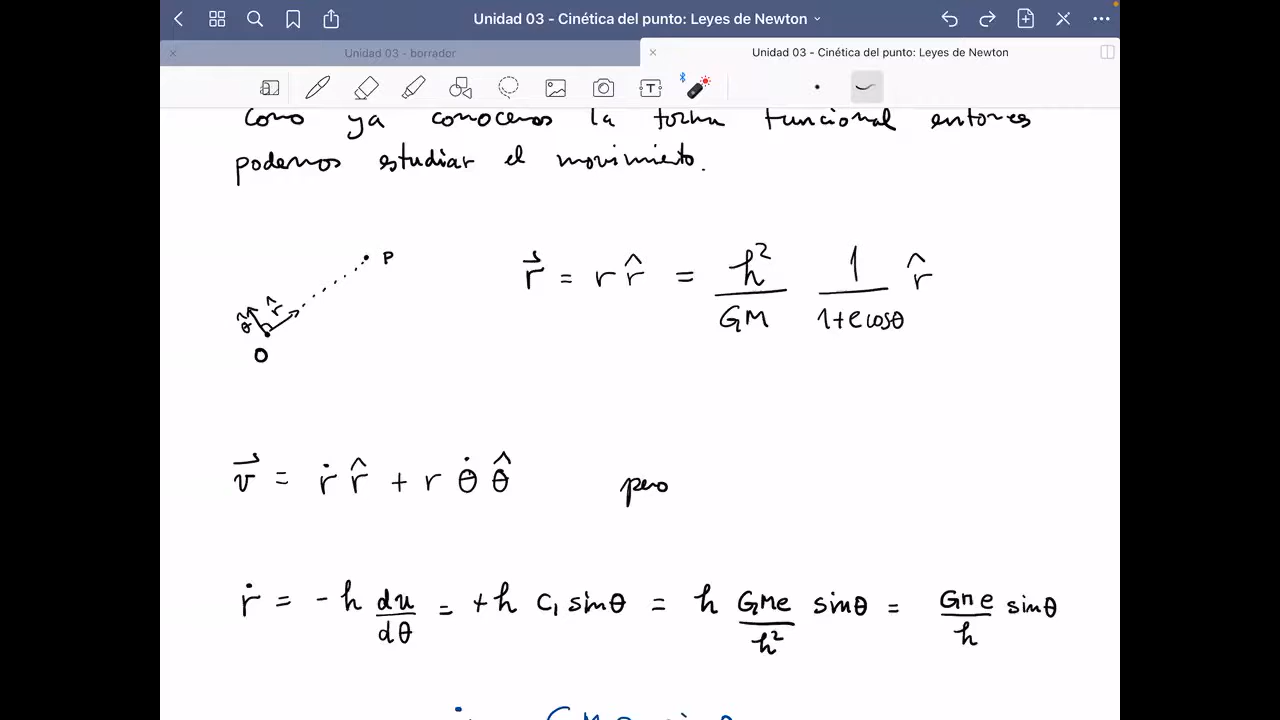 Unidad 03 - Cinética del punto: Leyes de Newton
Unidad 03 - borrador
Unidad 03 - Cinética del punto: Leyes de Newton
Como ya conocemos la forma funcional entonces
podemos estudiar el movimiento.
P
r̂
θ̂
O
r⃗ = r r̂ = h²/GM 1/(1+e cosθ) r̂
v⃗ = ṙ r̂ + r θ̇ θ̂ pero
ṙ = -h du/dθ = +h C₁ sinθ = h GMe/h² sinθ = GMe/h sinθ